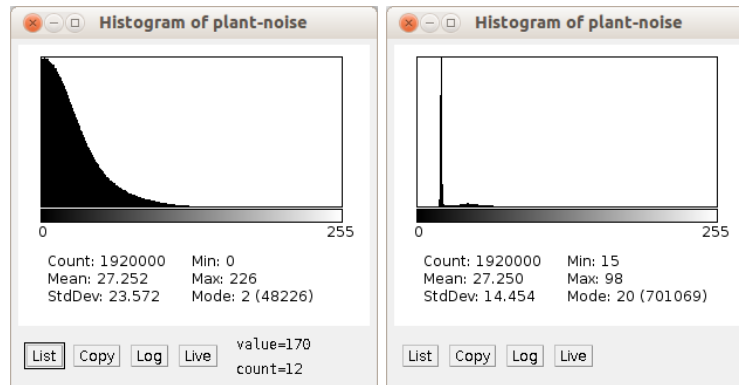 Histogram of plant-noise
0 255
Count: 1920000 Min: 0
Mean: 27.252 Max: 226
StdDev: 23.572 Mode: 2 (48226)
List Copy Log Live value=170
count=12
Histogram of plant-noise
0 255
Count: 1920000 Min: 15
Mean: 27.250 Max: 98
StdDev: 14.454 Mode: 20 (701069)
List Copy Log Live